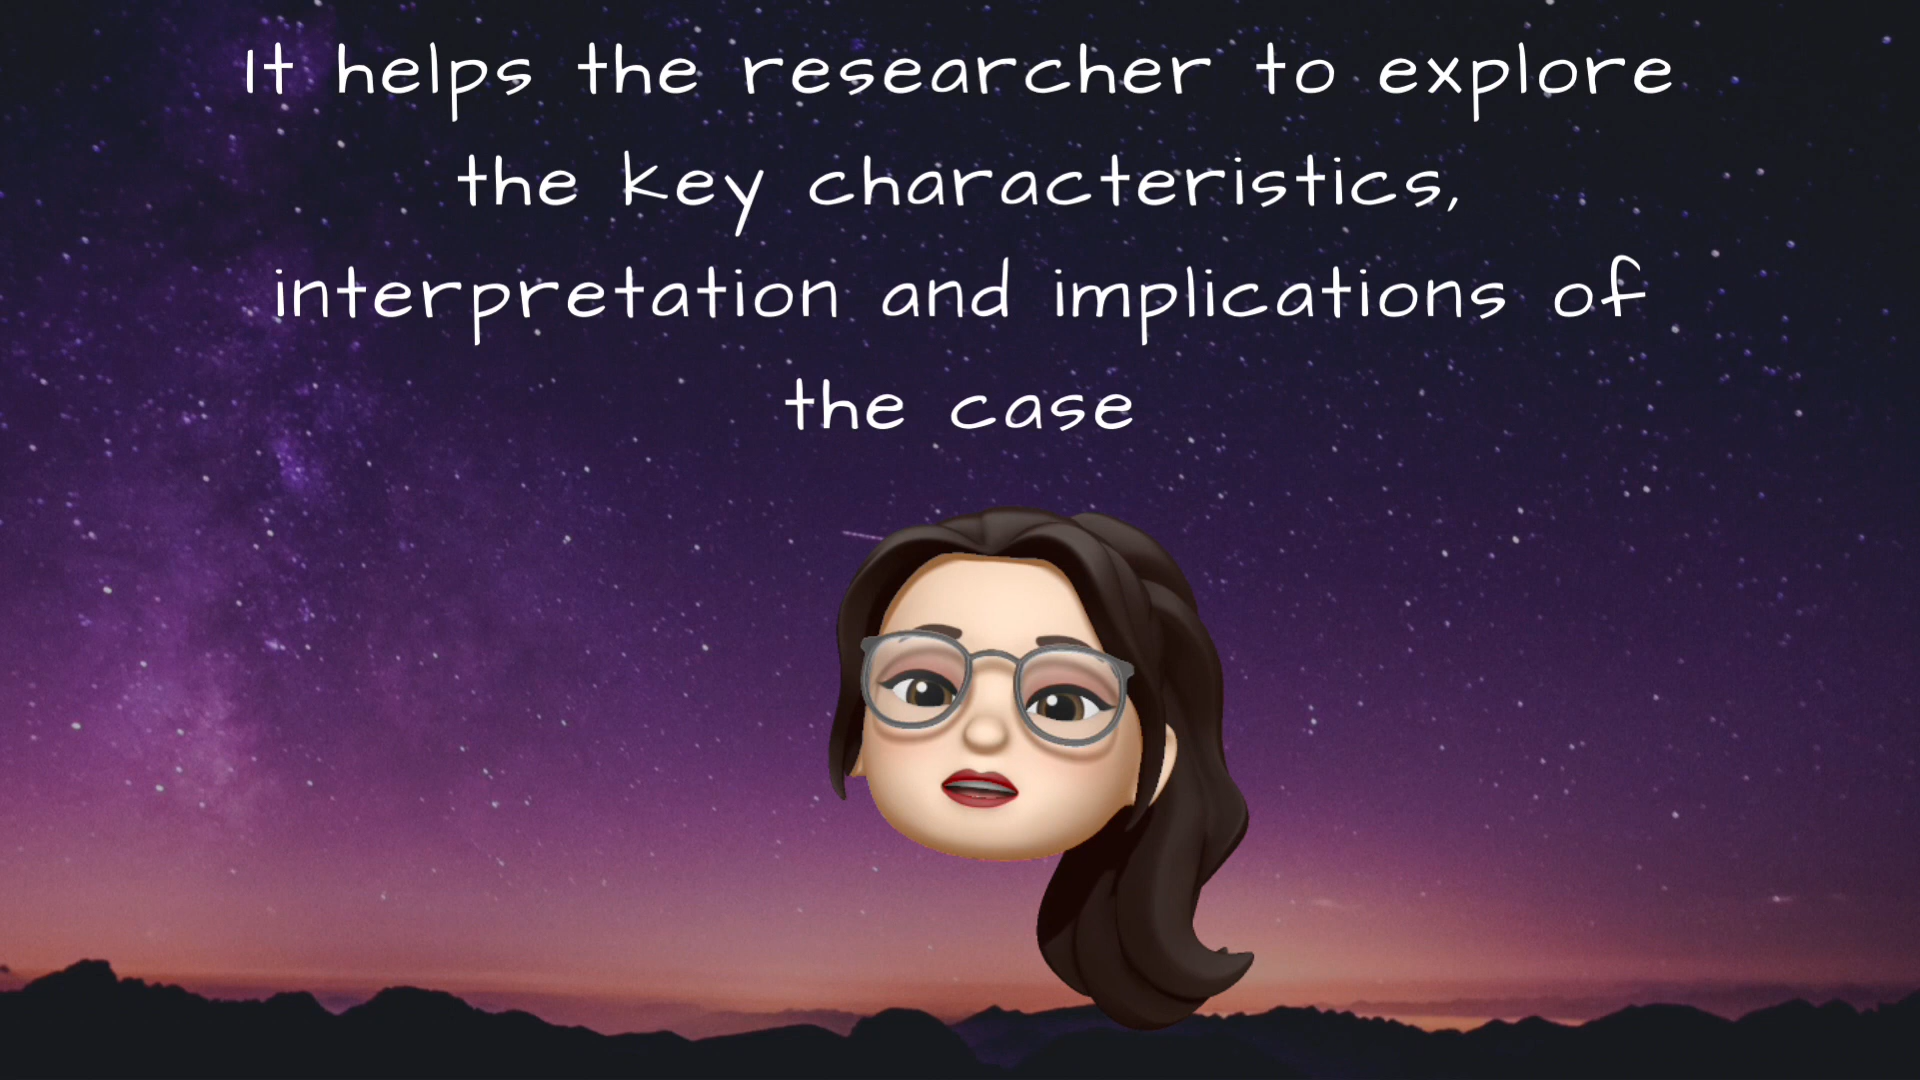 It helps the researcher to explore
the key characteristics,
interpretation and implications of
the case